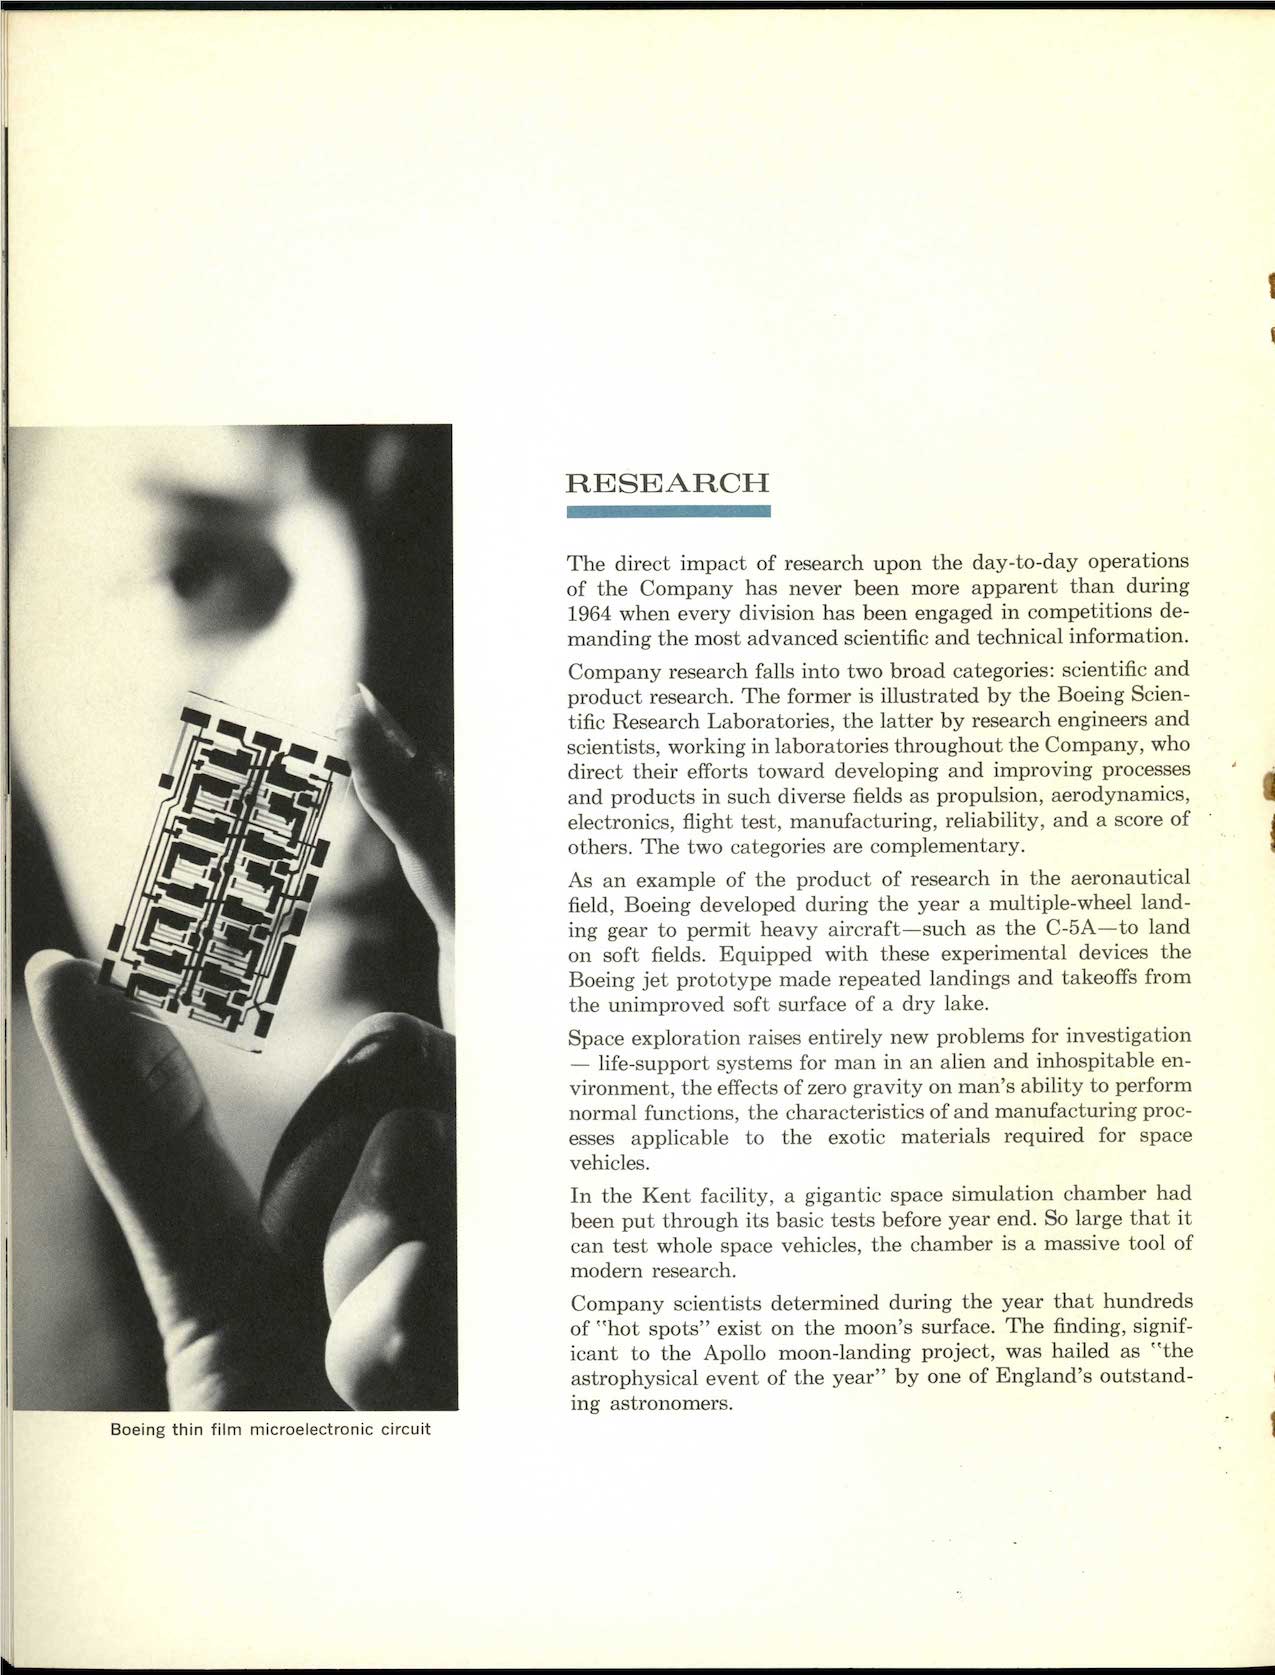 RESEARCH
The direct impact of research upon the day-to-day operations
of the Company has never been more apparent than during
1964 when every division has been engaged in competitions de-
manding the most advanced scientific and technical information.
Company research falls into two broad categories: scientific and
product research. The former is illustrated by the Boeing Scien-
tific Research Laboratories, the latter by research engineers and
scientists, working in laboratories throughout the Company, who
direct their efforts toward developing and improving processes
and products in such diverse fields as propulsion, aerodynamics,
electronics, flight test, manufacturing, reliability, and a score of
others. The two categories are complementary.
As an example of the product of research in the aeronautical
field, Boeing developed during the year a multiple-wheel land-
ing gear to permit heavy aircraft—such as the C-5A—to land
on soft fields. Equipped with these experimental devices the
Boeing jet prototype made repeated landings and takeoffs from
the unimproved soft surface of a dry lake.
Space exploration raises entirely new problems for investigation
— life-support systems for man in an alien and inhospitable en-
vironment, the effects of zero gravity on man's ability to perform
normal functions, the characteristics of and manufacturing proc-
esses applicable to the exotic materials required for space
vehicles.
In the Kent facility, a gigantic space simulation chamber had
been put through its basic tests before year end. So large that it
can test whole space vehicles, the chamber is a massive tool of
modern research.
Company scientists determined during the year that hundreds
of "hot spots" exist on the moon's surface. The finding, signif-
icant to the Apollo moon-landing project, was hailed as "the
astrophysical event of the year" by one of England's outstand-
ing astronomers.
Boeing thin film microelectronic circuit